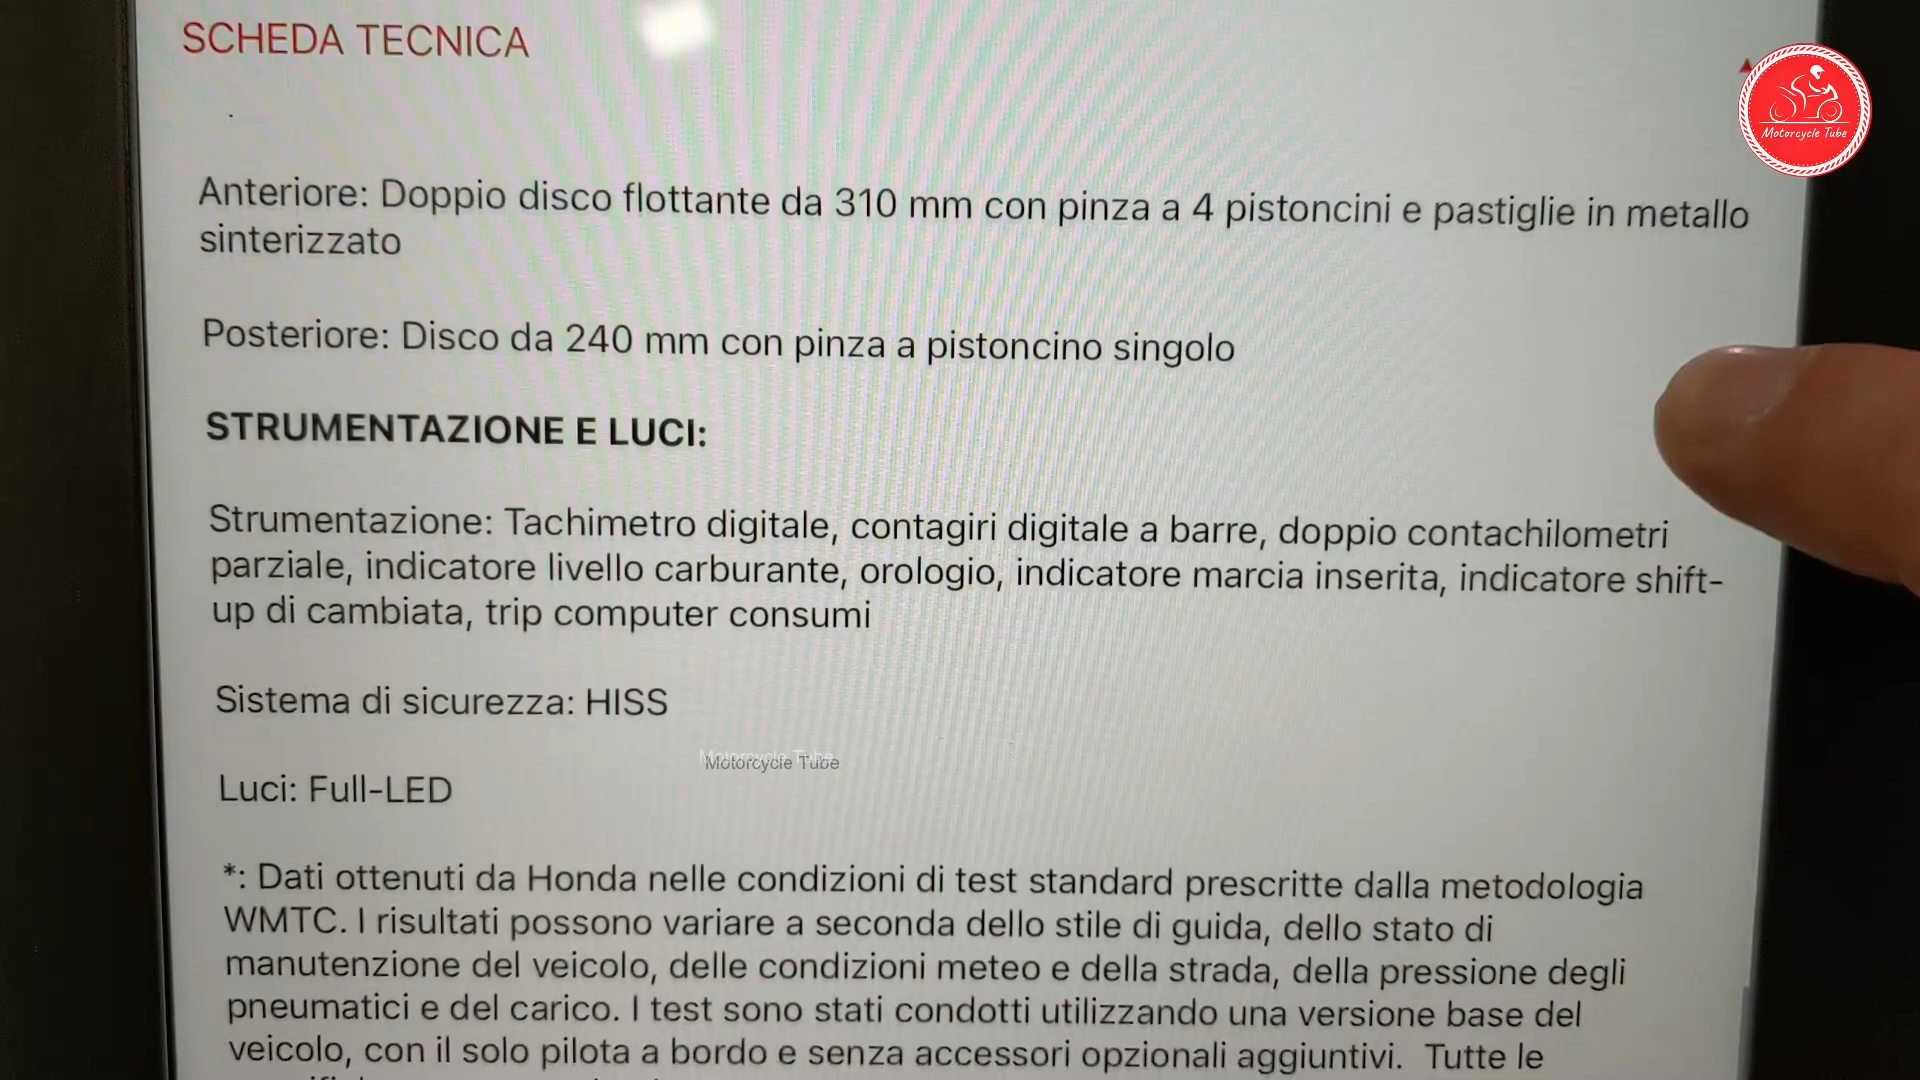 SCHEDA TECNICA
Motorcycle Tube
Anteriore: Doppio disco flottante da 310 mm con pinza a 4 pistoncini e pastiglie in metallo
sinterizzato
Posteriore: Disco da 240 mm con pinza a pistoncino singolo
STRUMENTAZIONE E LUCI:
Strumentazione: Tachimetro digitale, contagiri digitale a barre, doppio contachilometri
parziale, indicatore livello carburante, orologio, indicatore marcia inserita, indicatore shift-
up di cambiata, trip computer consumi
Sistema di sicurezza: HISS
Motorcycle Tube
Luci: Full-LED
*: Dati ottenuti da Honda nelle condizioni di test standard prescritte dalla metodologia
WMTC. I risultati possono variare a seconda dello stile di guida, dello stato di
manutenzione del veicolo, delle condizioni meteo e della strada, della pressione degli
pneumatici e del carico. I test sono stati condotti utilizzando una versione base del
veicolo, con il solo pilota a bordo e senza accessori opzionali aggiuntivi. Tutte le